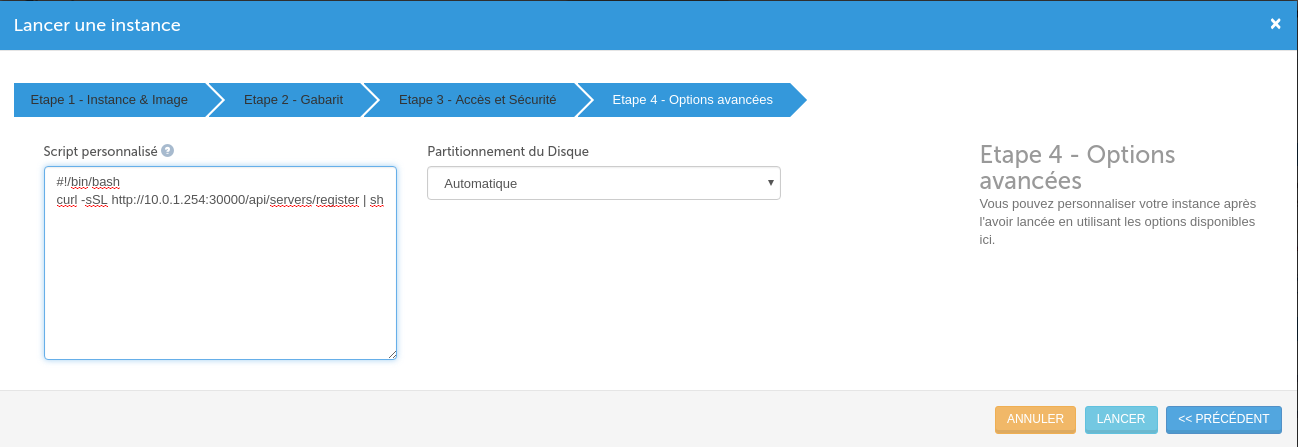 Lancer une instance
×
Etape 1 - Instance & Image
Etape 2 - Gabarit
Etape 3 - Accès et Sécurité
Etape 4 - Options avancées
Script personnalisé ?
#!/bin/bash
curl -sSL http://10.0.1.254:30000/api/servers/register | sh
Partitionnement du Disque
Automatique
Etape 4 - Options
avancées
Vous pouvez personnaliser votre instance après
l'avoir lancée en utilisant les options disponibles
ici.
ANNULER
LANCER
<< PRÉCÉDENT